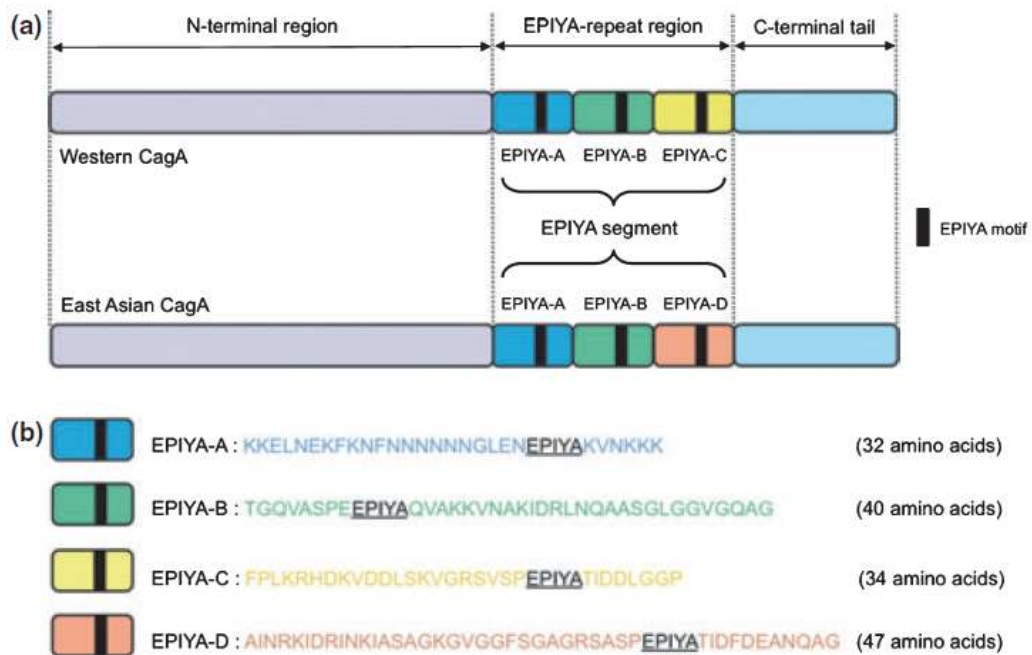 (a)
N-terminal region EPIYA-repeat region C-terminal tail
Western CagA
EPIYA-A EPIYA-B EPIYA-C
EPIYA segment
EPIYA motif
East Asian CagA
EPIYA-A EPIYA-B EPIYA-D
(b)
EPIYA-A : KKELNEKFKNFNNNNNNGLENEPIYAKVNKKK (32 amino acids)
EPIYA-B : TGQVASPEEPIYAQVAKKVNAKIDRLNQAASGLGGVGQAG (40 amino acids)
EPIYA-C : FPLKRHDKVDDLSKVGRSVSPEPIYATIDDLGGP (34 amino acids)
EPIYA-D : AINRKIDRINKIASAGKGVGGFSGAGRSASPEPIYATIDFDEANQAG (47 amino acids)